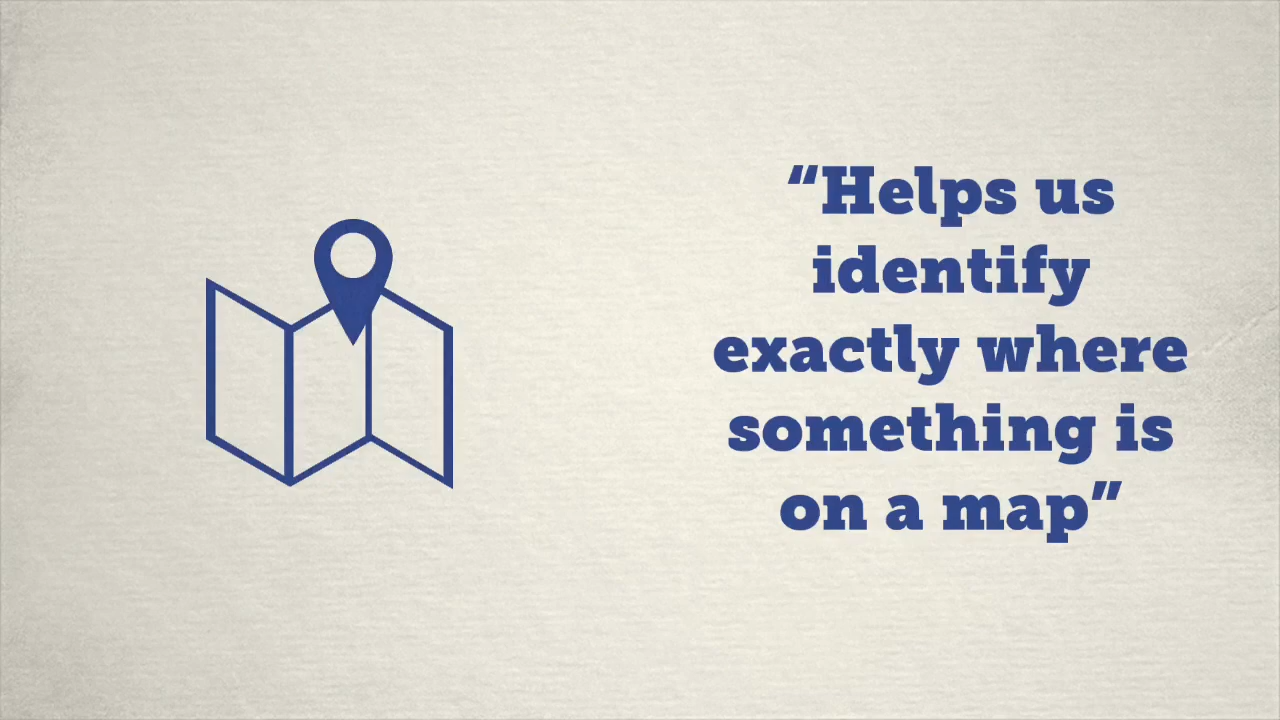 “Helps us
identify
exactly where
something is
on a map”